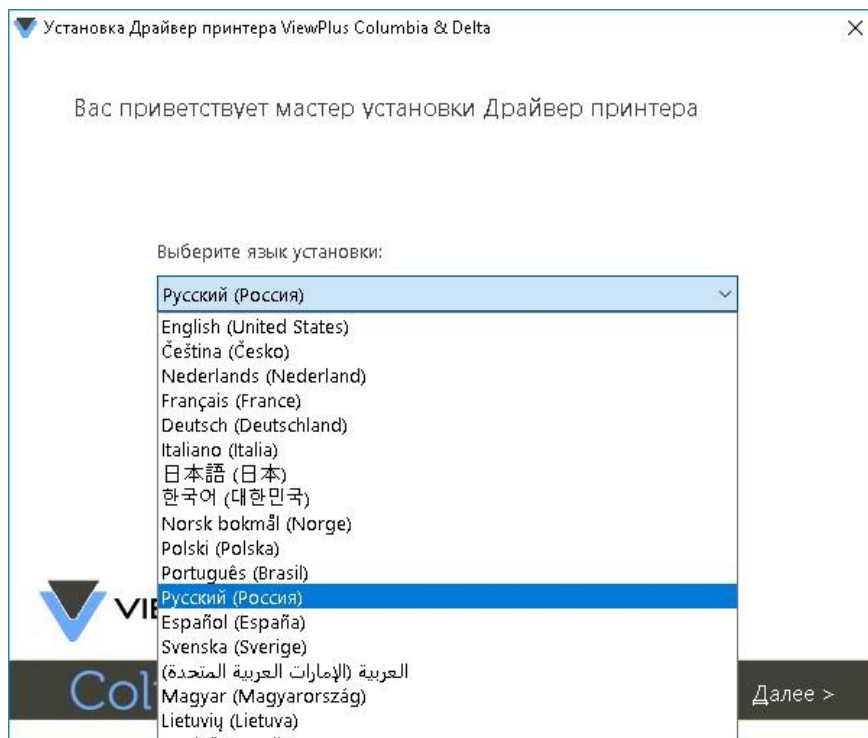 Установка Драйвер принтера ViewPlus Columbia & Delta
Вас приветствует мастер установки Драйвер принтера
Выберите язык установки:
Русский (Россия)
English (United States)
Čeština (Česko)
Nederlands (Nederland)
Français (France)
Deutsch (Deutschland)
Italiano (Italia)
日本語 (日本)
한국어 (대한민국)
Norsk bokmål (Norge)
Polski (Polska)
Português (Brasil)
Русский (Россия)
Español (España)
Svenska (Sverige)
العربية (الإمارات العربية المتحدة)
Magyar (Magyarország)
Lietuvių (Lietuva)
Далее >